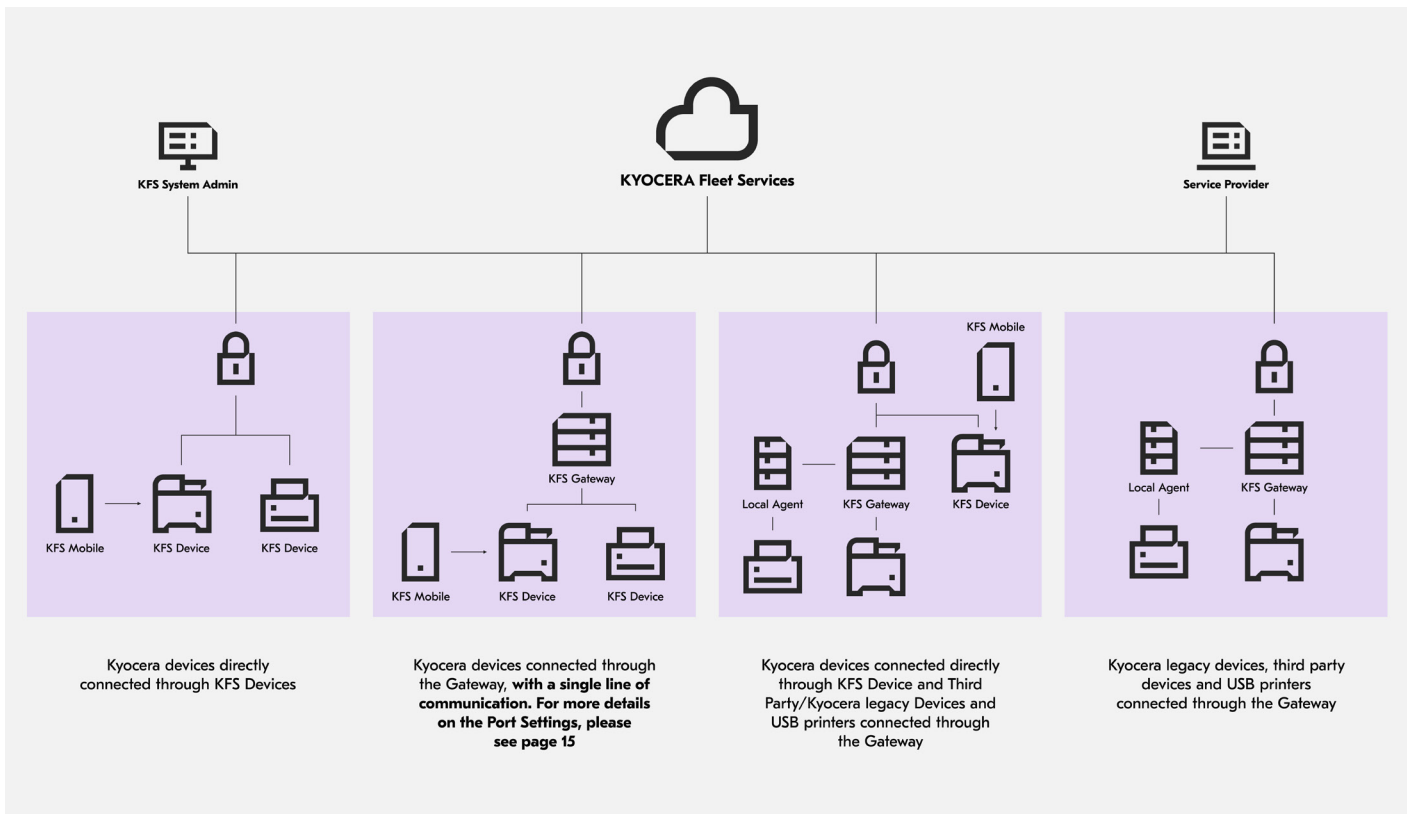 KYOCERA Fleet Services
KFS System Admin
Service Provider
KFS Mobile
KFS Device
KFS Device
Kyocera devices directly
connected through KFS Devices
KFS Gateway
KFS Mobile
KFS Device
KFS Device
Kyocera devices connected through
the Gateway, with a single line of
communication. For more details
on the Port Settings, please
see page 15
KFS Mobile
Local Agent
KFS Gateway
KFS Device
Kyocera devices connected directly
through KFS Device and Third
Party/Kyocera legacy Devices and
USB printers connected through
the Gateway
Local Agent
KFS Gateway
Kyocera legacy devices, third party
devices and USB printers
connected through the Gateway